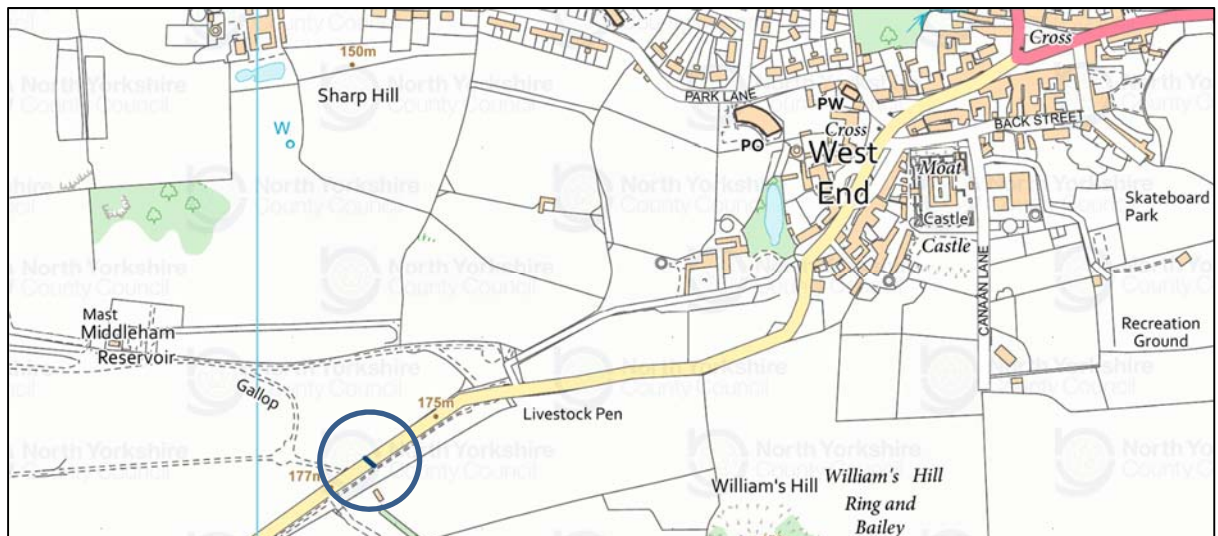 150m
Sharp Hill
W
PARK LANE
PW
Cross
PO
West
End
Cross
BACK STREET
Moat
Castle
Castle
Skateboard
Park
CANAAN LANE
Recreation
Ground
Mast
Middleham
Reservoir
Gallop
175m
Livestock Pen
177m
William's Hill
William's Hill
Ring and
Bailey
North Yorkshire
County Council